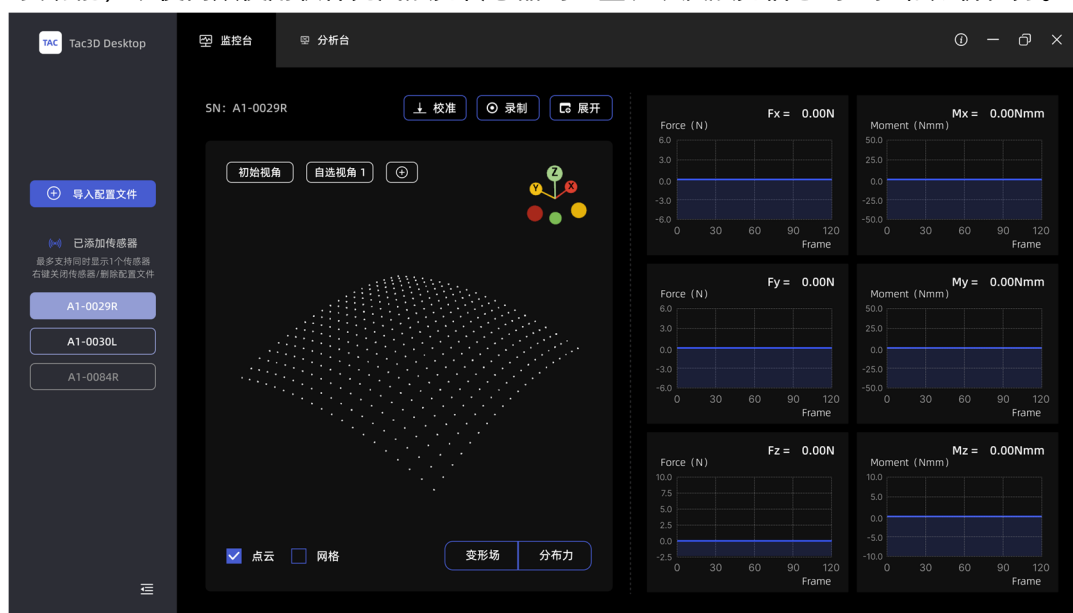 TAC Tac3D Desktop
监控台
分析台
导入配置文件
已添加传感器
最多支持同时显示1个传感器
右键关闭传感器/删除配置文件
A1-0029R
A1-0030L
A1-0084R
SN: A1-0029R
校准
录制
展开
初始视角
自选视角 1
Z
Y
X
点云
网格
变形场
分布力
Fx = 0.00N
Force (N)
6.0
3.0
0.0
-3.0
-6.0
0 30 60 90 120
Frame
Mx = 0.00Nmm
Moment (Nmm)
50.0
25.0
0.0
-25.0
-50.0
0 30 60 90 120
Frame
Fy = 0.00N
Force (N)
6.0
3.0
0.0
-3.0
-6.0
0 30 60 90 120
Frame
My = 0.00Nmm
Moment (Nmm)
50.0
25.0
0.0
-25.0
-50.0
0 30 60 90 120
Frame
Fz = 0.00N
Force (N)
10.0
7.5
5.0
2.5
0.0
-2.5
0 30 60 90 120
Frame
Mz = 0.00Nmm
Moment (Nmm)
10.0
5.0
0.0
-5.0
-10.0
0 30 60 90 120
Frame